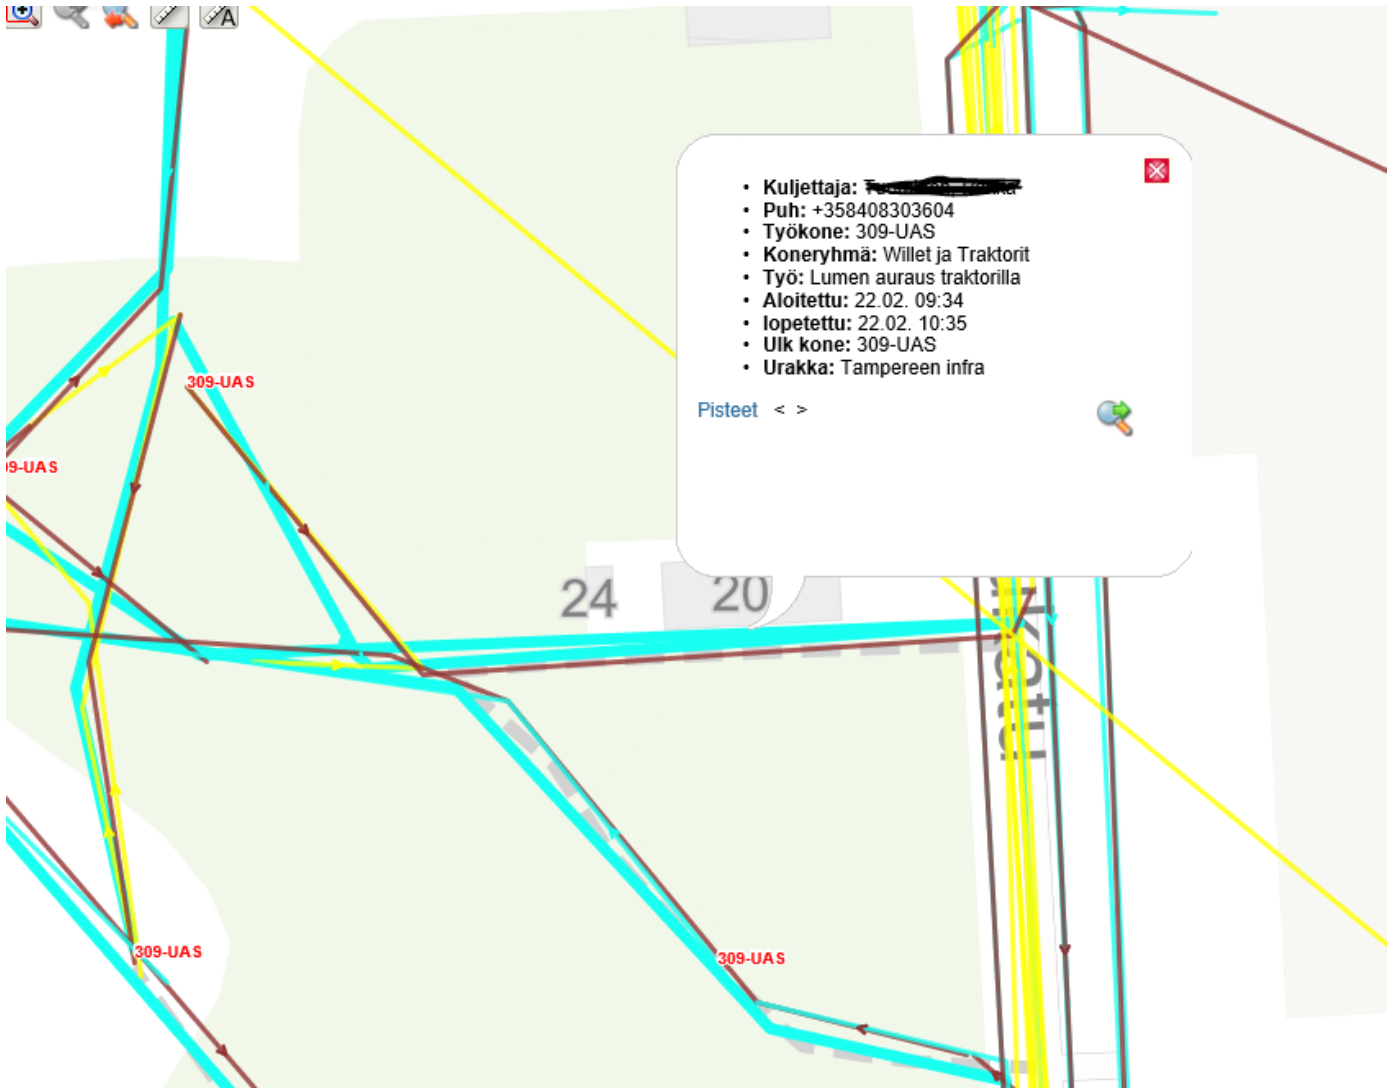 A
Kuljettaja:
Puh: +358408303604
Työkone: 309-UAS
Koneryhmä: Willet ja Traktorit
Työ: Lumen auraus traktorilla
Aloitettu: 22.02. 09:34
lopetettu: 22.02. 10:35
Ulk kone: 309-UAS
Urakka: Tampereen infra
Pisteet < >
309-UAS
09-UAS
24
20
katu
309-UAS
309-UAS